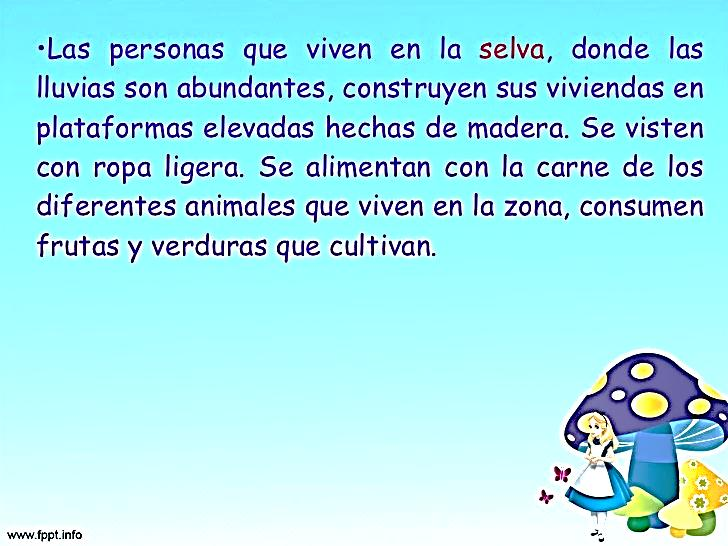 •Las personas que viven en la selva, donde las
lluvias son abundantes, construyen sus viviendas en
plataformas elevadas hechas de madera. Se visten
con ropa ligera. Se alimentan con la carne de los
diferentes animales que viven en la zona, consumen
frutas y verduras que cultivan.
www.fppt.info